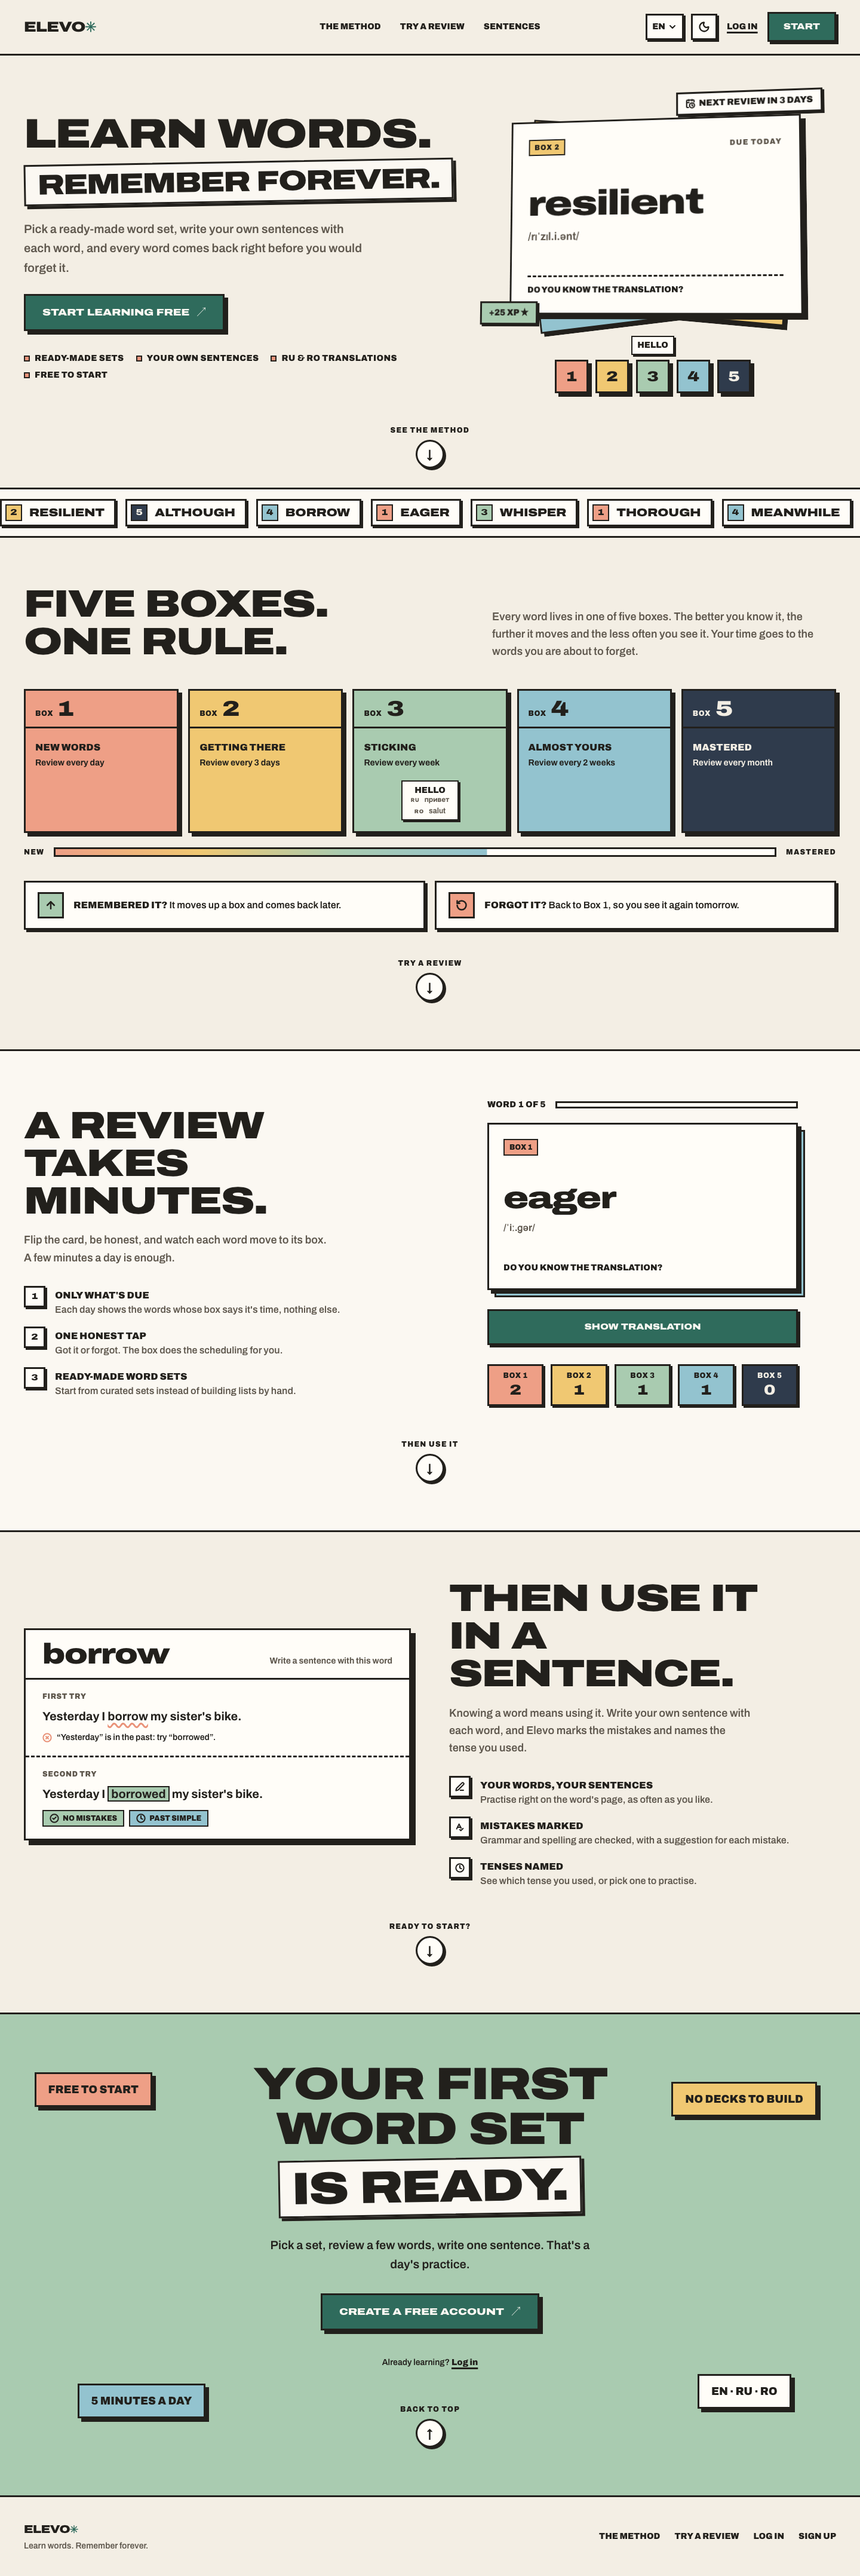 ELEVO✳
THE METHOD
TRY A REVIEW
SENTENCES
EN
LOG IN
START
LEARN WORDS.
REMEMBER FOREVER.
Pick a ready-made word set, write your own sentences with
each word, and every word comes back right before you would
forget it.
START LEARNING FREE ↗
READY-MADE SETS
YOUR OWN SENTENCES
RU & RO TRANSLATIONS
FREE TO START
NEXT REVIEW IN 3 DAYS
BOX 2
DUE TODAY
resilient
/rɪˈzɪl.i.ənt/
DO YOU KNOW THE TRANSLATION?
+25 XP ★
HELLO
1 2 3 4 5
SEE THE METHOD
↓
2 RESILIENT
5 ALTHOUGH
4 BORROW
1 EAGER
3 WHISPER
1 THOROUGH
4 MEANWHILE
FIVE BOXES.
ONE RULE.
Every word lives in one of five boxes. The better you know it, the
further it moves and the less often you see it. Your time goes to the
words you are about to forget.
BOX 1
NEW WORDS
Review every day
BOX 2
GETTING THERE
Review every 3 days
BOX 3
STICKING
Review every week
HELLO
RU привет
RO salut
BOX 4
ALMOST YOURS
Review every 2 weeks
BOX 5
MASTERED
Review every month
NEW
MASTERED
REMEMBERED IT? It moves up a box and comes back later.
FORGOT IT? Back to Box 1, so you see it again tomorrow.
TRY A REVIEW
↓
A REVIEW
TAKES
MINUTES.
Flip the card, be honest, and watch each word move to its box.
A few minutes a day is enough.
1 ONLY WHAT'S DUE
Each day shows the words whose box says it's time, nothing else.
2 ONE HONEST TAP
Got it or forgot. The box does the scheduling for you.
3 READY-MADE WORD SETS
Start from curated sets instead of building lists by hand.
WORD 1 OF 5
BOX 1
eager
/ˈiː.ɡər/
DO YOU KNOW THE TRANSLATION?
SHOW TRANSLATION
BOX 1
2
BOX 2
1
BOX 3
1
BOX 4
1
BOX 5
0
THEN USE IT
↓
borrow
Write a sentence with this word
FIRST TRY
Yesterday I borrow my sister's bike.
“Yesterday” is in the past: try “borrowed”.
SECOND TRY
Yesterday I borrowed my sister's bike.
NO MISTAKES
PAST SIMPLE
THEN USE IT
IN A
SENTENCE.
Knowing a word means using it. Write your own sentence with
each word, and Elevo marks the mistakes and names the
tense you used.
YOUR WORDS, YOUR SENTENCES
Practise right on the word's page, as often as you like.
MISTAKES MARKED
Grammar and spelling are checked, with a suggestion for each mistake.
TENSES NAMED
See which tense you used, or pick one to practise.
READY TO START?
↓
FREE TO START
NO DECKS TO BUILD
YOUR FIRST
WORD SET
IS READY.
Pick a set, review a few words, write one sentence. That's a
day's practice.
CREATE A FREE ACCOUNT ↗
Already learning? Log in
5 MINUTES A DAY
EN · RU · RO
BACK TO TOP
↑
ELEVO✳
Learn words. Remember forever.
THE METHOD
TRY A REVIEW
LOG IN
SIGN UP